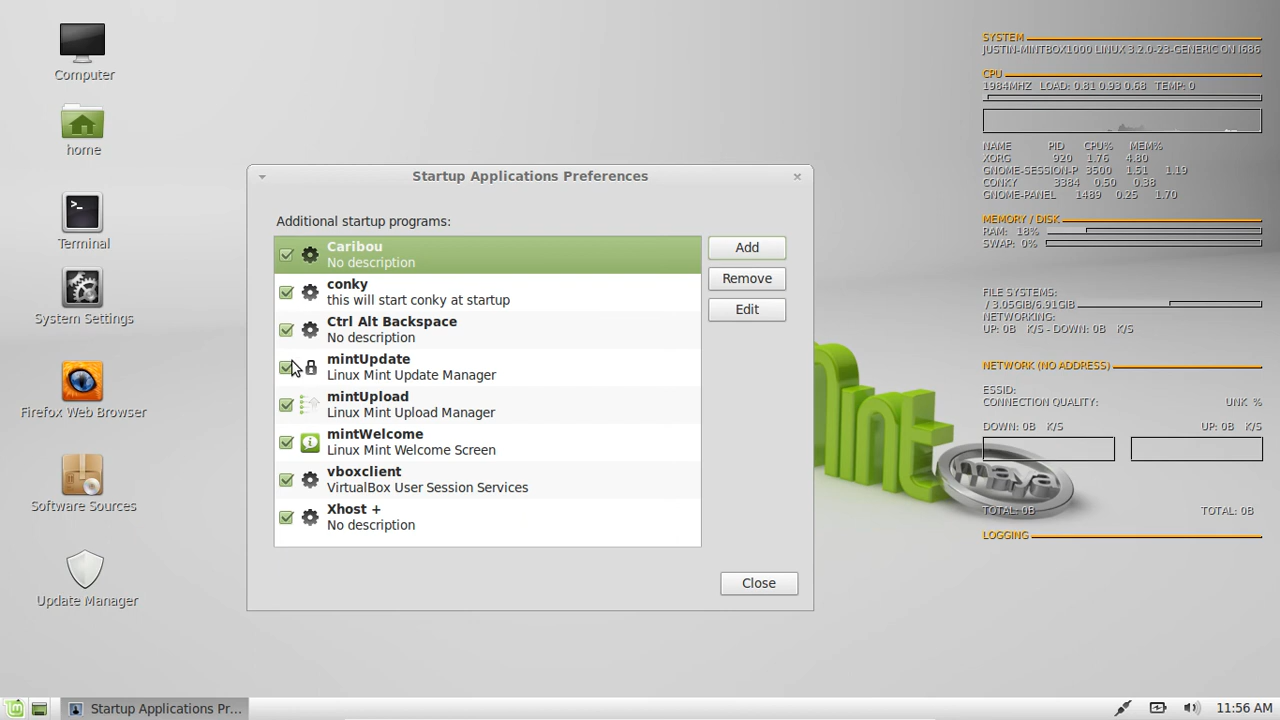 Computer
home
Terminal
System Settings
Firefox Web Browser
Software Sources
Update Manager
Startup Applications Preferences
Additional startup programs:
Caribou
No description
conky
this will start conky at startup
Ctrl Alt Backspace
No description
mintUpdate
Linux Mint Update Manager
mintUpload
Linux Mint Upload Manager
mintWelcome
Linux Mint Welcome Screen
vboxclient
VirtualBox User Session Services
Xhost +
No description
Add
Remove
Edit
Close
Mint
maya
SYSTEM
JUSTIN-MINTBOX1000 LINUX 3.2.0-23-GENERIC ON I686
CPU
1984MHZ LOAD: 0.81 0.93 0.68 TEMP: 0
NAME PID CPU% MEM%
XORG 920 1.76 4.80
GNOME-SESSION-P 3500 1.51 1.19
CONKY 3384 0.50 0.38
GNOME-PANEL 1489 0.25 1.70
MEMORY / DISK
RAM: 18%
SWAP: 0%
FILE SYSTEMS:
/ 3.05GIB/6.91GIB
NETWORKING:
UP: 0B K/S - DOWN: 0B K/S
NETWORK (NO ADDRESS)
ESSID:
CONNECTION QUALITY: UNK %
DOWN: 0B K/S UP: 0B K/S
TOTAL: 0B TOTAL: 0B
LOGGING
Startup Applications Pr...
11:56 AM